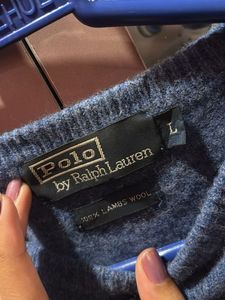 Polo
by Ralph Lauren
L
100% LAMBS WOOL